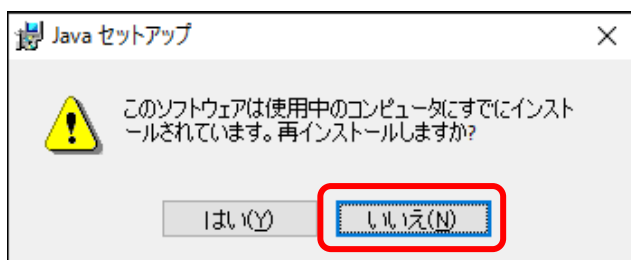 Java セットアップ
このソフトウェアは使用中のコンピュータにすでにインスト
ールされています。再インストールしますか?
はい(Y)
いいえ(N)